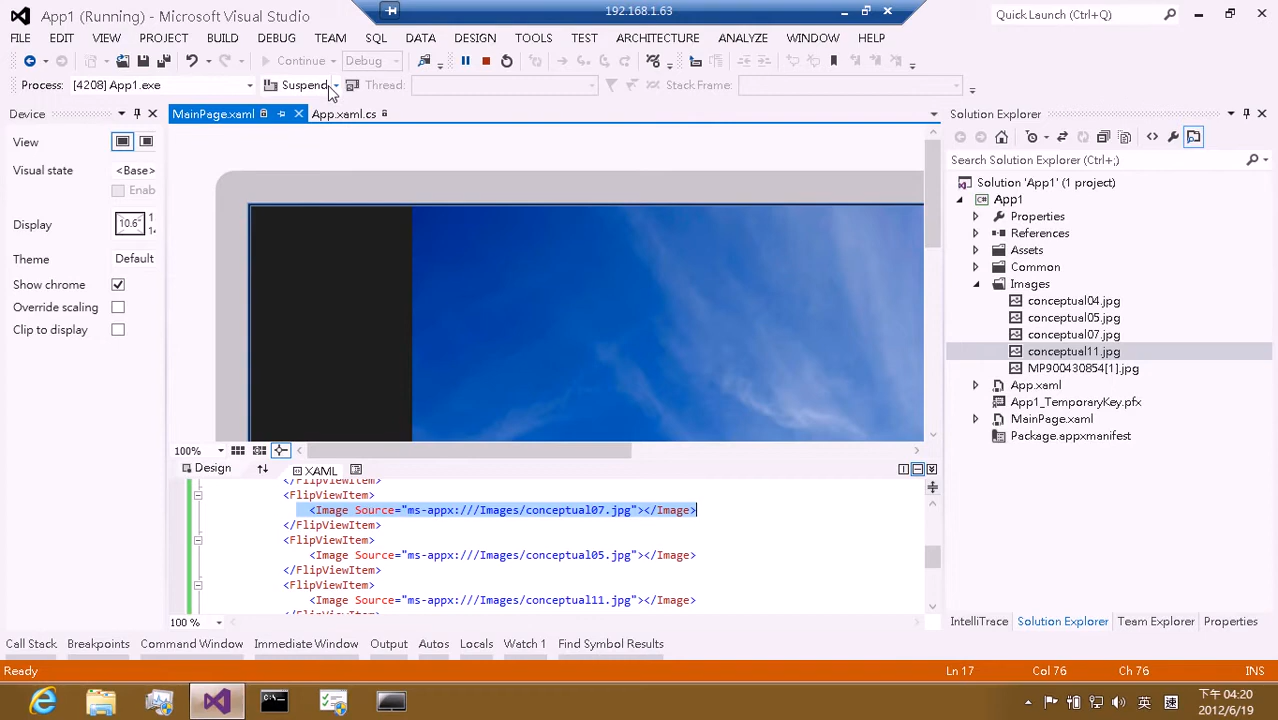 App1 (Running) - Microsoft Visual Studio
192.168.1.63
Quick Launch (Ctrl+Q)
FILE EDIT VIEW PROJECT BUILD DEBUG TEAM SQL DATA DESIGN TOOLS TEST ARCHITECTURE ANALYZE WINDOW HELP
Continue Debug
Process: [4208] App1.exe Suspend Thread: Stack Frame:
Device
MainPage.xaml App.xaml.cs
Solution Explorer
View
Visual state <Base>
Enab
Display 10.6"
Theme Default
Show chrome
Override scaling
Clip to display
Search Solution Explorer (Ctrl+;)
Solution 'App1' (1 project)
App1
Properties
References
Assets
Common
Images
conceptual04.jpg
conceptual05.jpg
conceptual07.jpg
conceptual11.jpg
MP900430854[1].jpg
App.xaml
App1_TemporaryKey.pfx
MainPage.xaml
Package.appxmanifest
100%
Design XAML
</FlipViewItem>
<FlipViewItem>
<Image Source="ms-appx:///Images/conceptual07.jpg"></Image>
</FlipViewItem>
<FlipViewItem>
<Image Source="ms-appx:///Images/conceptual05.jpg"></Image>
</FlipViewItem>
<FlipViewItem>
<Image Source="ms-appx:///Images/conceptual11.jpg"></Image>
</FlipViewItem>
100 %
IntelliTrace Solution Explorer Team Explorer Properties
Call Stack Breakpoints Command Window Immediate Window Output Autos Locals Watch 1 Find Symbol Results
Ready Ln 17 Col 76 Ch 76 INS
英 速
下午 04:20
2012/6/19